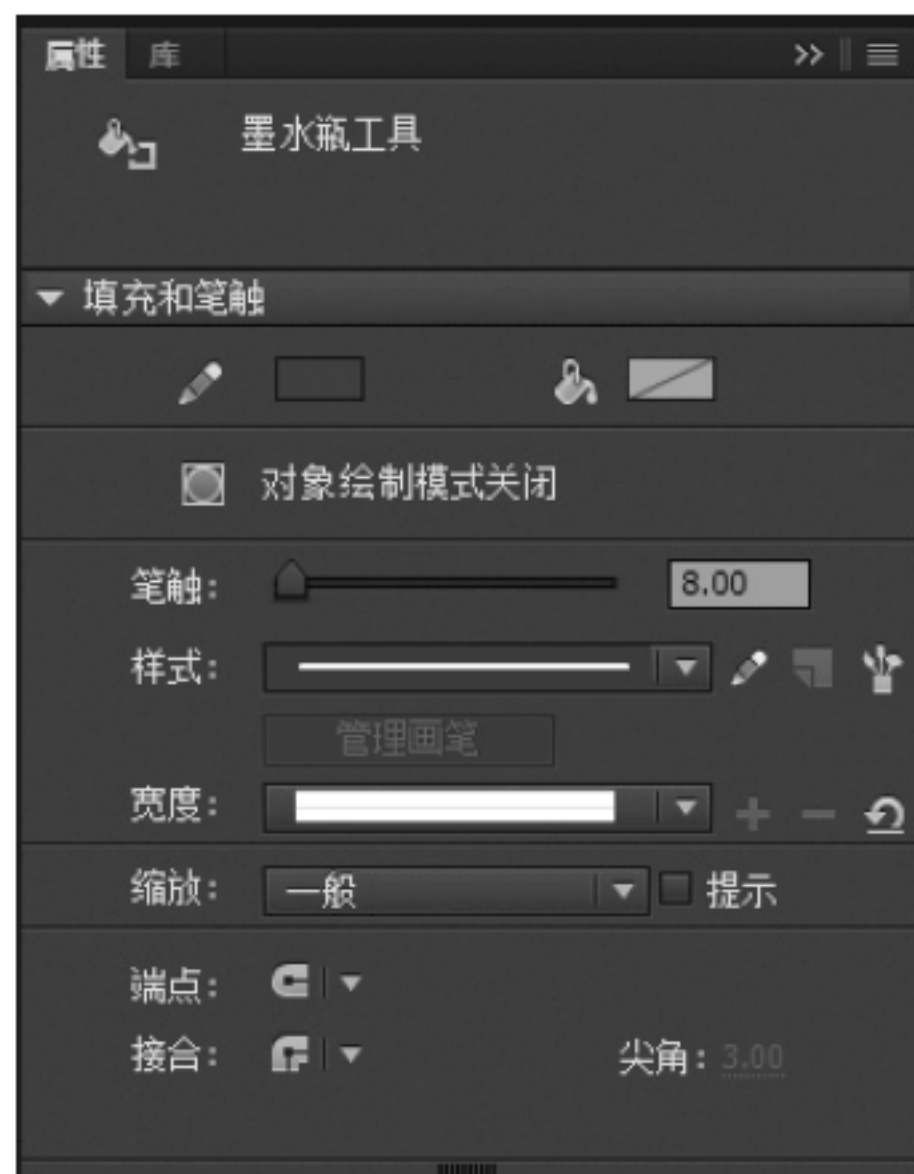 属性 库
墨水瓶工具
填充和笔触
对象绘制模式关闭
笔触: 8.00
样式:
管理画笔
宽度:
缩放: 一般 提示
端点:
接合: 尖角: 3.00